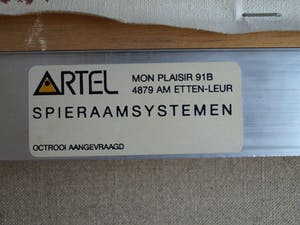 ARTEL
MON PLAISIR 91B
4879 AM ETTEN-LEUR
SPIERAAMSYSTEMEN
OCTROOI AANGEVRAAGD